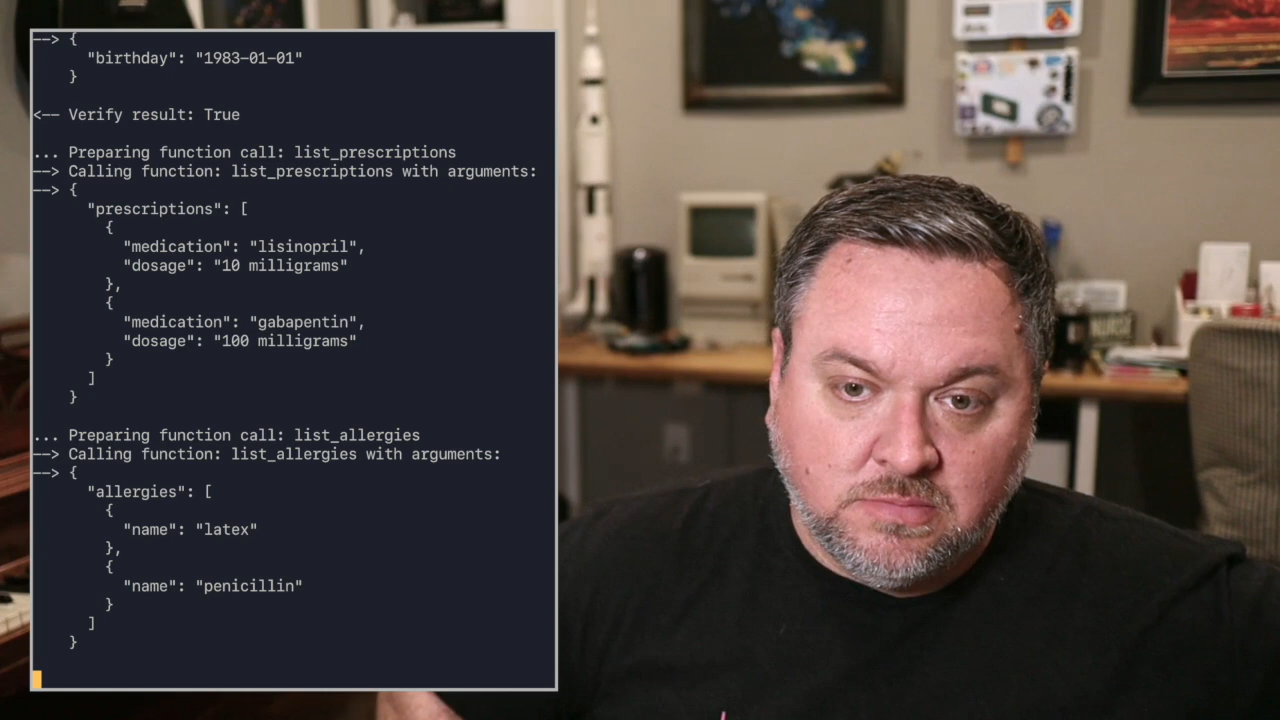 --> {
"birthday": "1983-01-01"
}
<-- Verify result: True
... Preparing function call: list_prescriptions
--> Calling function: list_prescriptions with arguments:
--> {
"prescriptions": [
{
"medication": "lisinopril",
"dosage": "10 milligrams"
},
{
"medication": "gabapentin",
"dosage": "100 milligrams"
}
]
}
... Preparing function call: list_allergies
--> Calling function: list_allergies with arguments:
--> {
"allergies": [
{
"name": "latex"
},
{
"name": "penicillin"
}
]
}